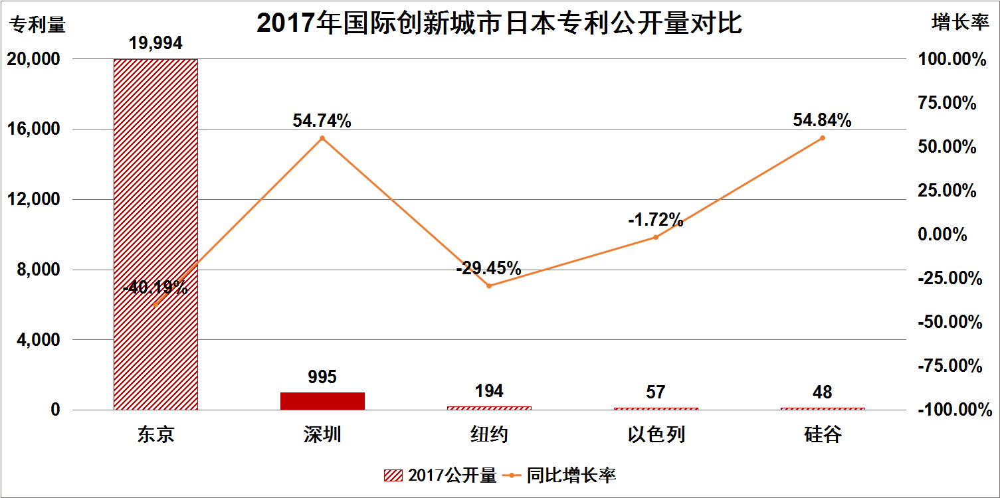 2017年国际创新城市日本专利公开量对比
专利量
增长率
20,000
16,000
12,000
8,000
4,000
0
100.00%
75.00%
50.00%
25.00%
0.00%
-25.00%
-50.00%
-75.00%
-100.00%
19,994
995
194
57
48
-40.19%
54.74%
-29.45%
-1.72%
54.84%
东京
深圳
纽约
以色列
硅谷
2017公开量
同比增长率